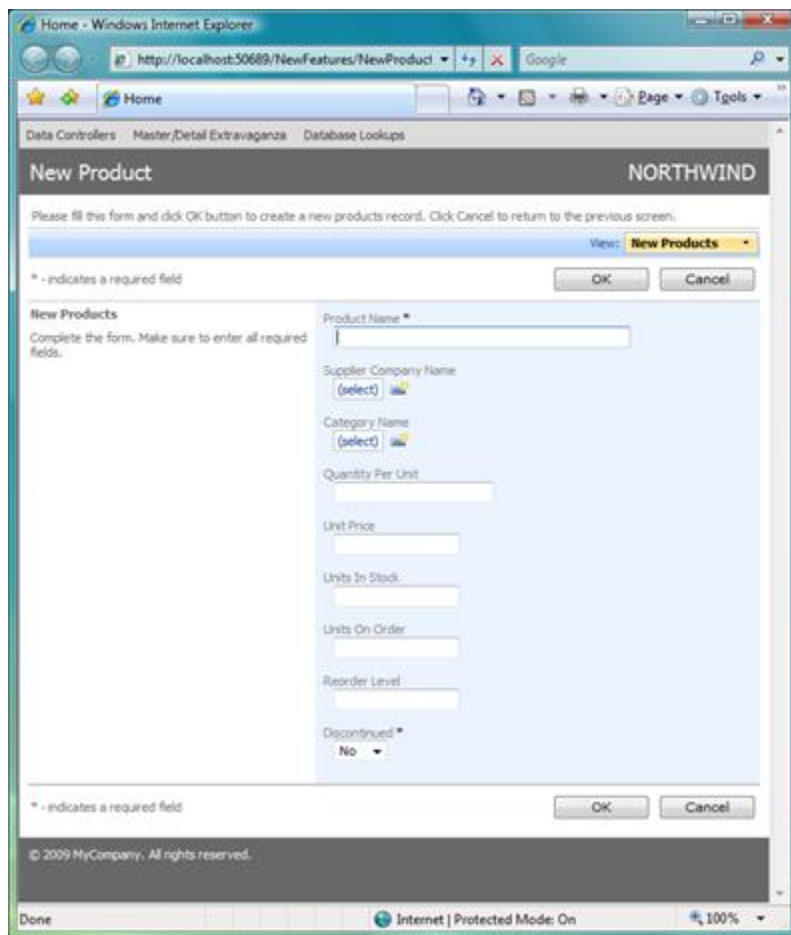 Home - Windows Internet Explorer
http://localhost:50689/NewFeatures/NewProduct
Google
Home
Page
Tools
Data Controllers Master/Detail Extravaganza Database Lookups
New Product
NORTHWIND
Please fill this form and click OK button to create a new products record. Click Cancel to return to the previous screen.
View: New Products
* - indicates a required field
OK Cancel
New Products
Complete the form. Make sure to enter all required
fields.
Product Name *
Supplier Company Name
(select)
Category Name
(select)
Quantity Per Unit
Unit Price
Units In Stock
Units On Order
Reorder Level
Discontinued *
No
* - indicates a required field
OK Cancel
© 2009 MyCompany. All rights reserved.
Done
Internet | Protected Mode: On
100%